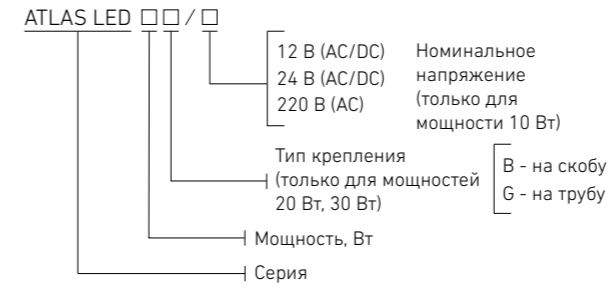 ATLAS LED □□/□
12 В (AC/DC)
24 В (AC/DC)
220 В (AC)
Номинальное
напряжение
(только для
мощности 10 Вт)
Тип крепления
(только для мощностей
20 Вт, 30 Вт)
B - на скобу
G - на трубу
Мощность, Вт
Серия